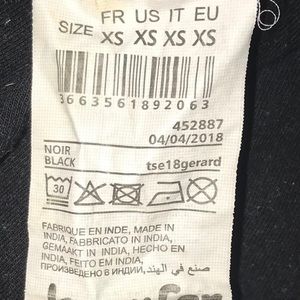 FR US IT EU
SIZE XS XS XS XS
3663561892063
452887
04/04/2018
NOIR
BLACK tse18gerard
30
FABRIQUE EN INDE, MADE IN
INDIA, FABBRICATO IN INDIA,
GEMAAKT IN INDIA, HECHO EN
INDIA, FEITO EM INDIA,
ПРОИЗВЕДЕНО В ИНДИИ, صنع في الهند